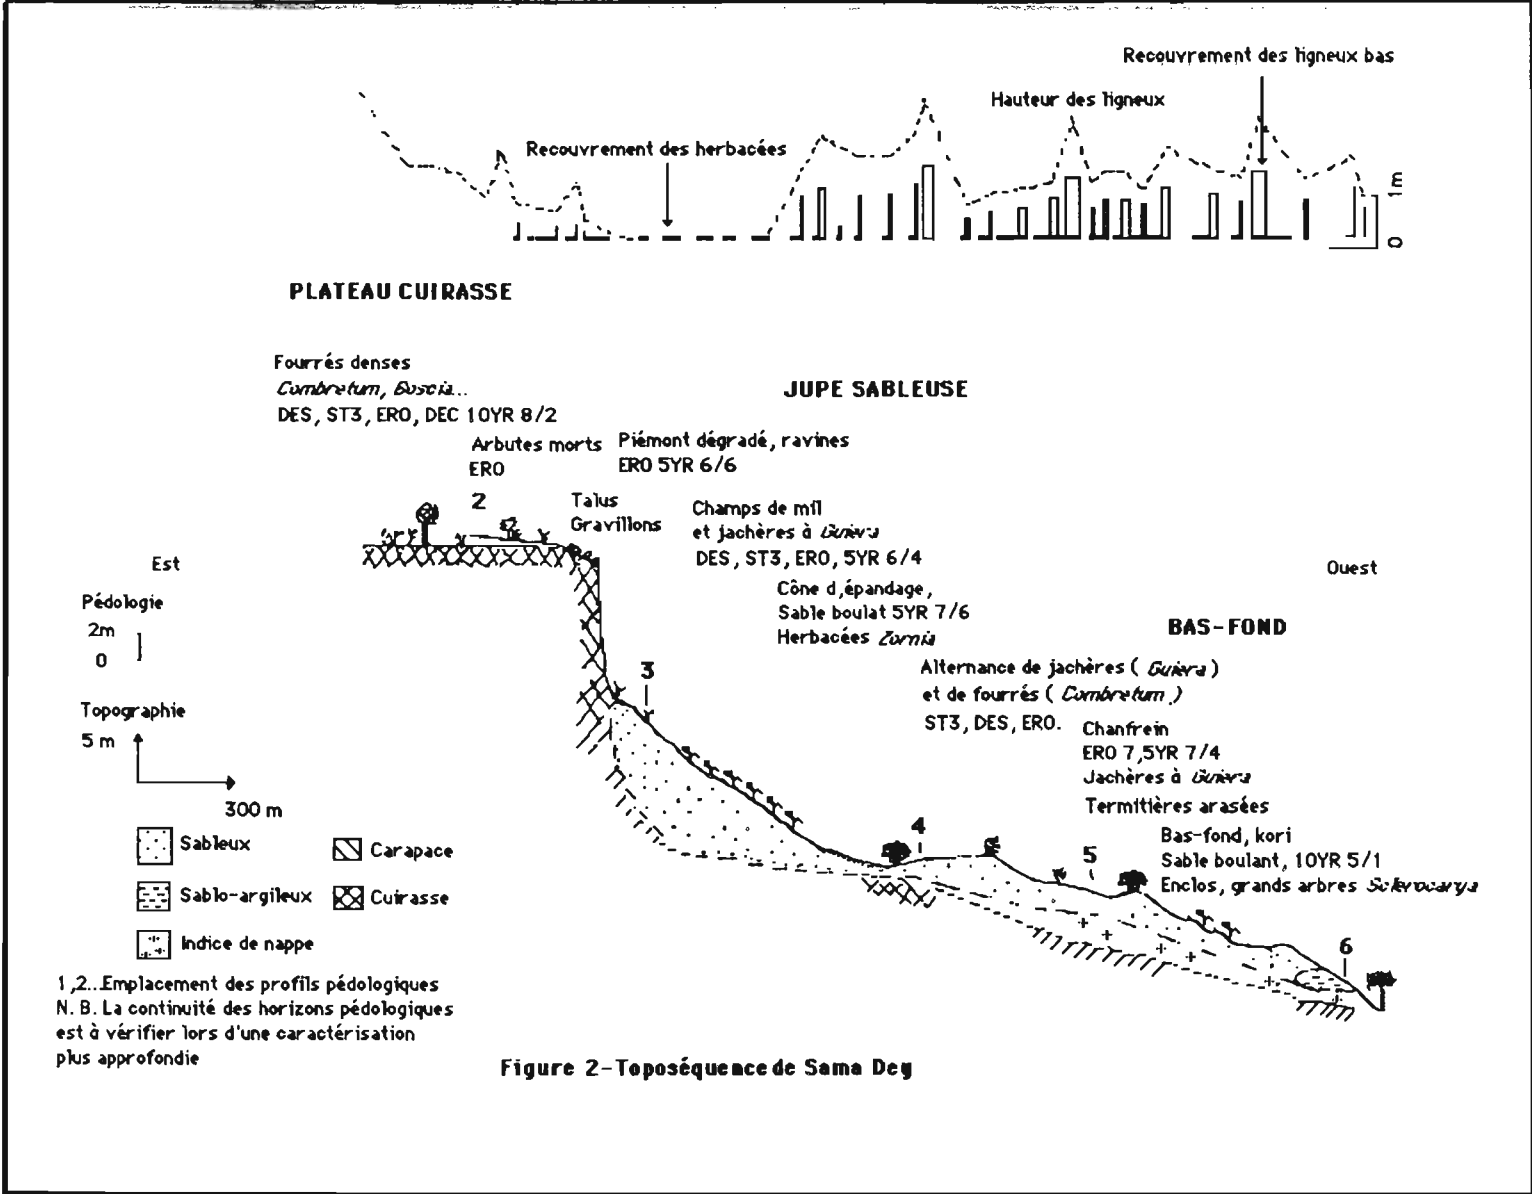 Recouvrement des ligneux bas
Hauteur des ligneux
Recouvrement des herbacées
1m
0
PLATEAU CUIRASSE
Fourrés denses
Combretum, Boscia...
DES, ST3, ERO, DEC 10YR 8/2
JUPE SABLEUSE
Arbutes morts
ERO
2
Piémont dégradé, ravines
ERO 5YR 6/6
Talus
Gravillons
Champs de mil
et jachères à Guiera
DES, ST3, ERO, 5YR 6/4
Cône d,épandage,
Sable boulat 5YR 7/6
Herbacées Zornia
Est
Ouest
Pédologie
2m
0
Topographie
5 m
300 m
BAS-FOND
Alternance de jachères ( Guiera )
et de fourrés ( Combretum )
ST3, DES, ERO.
Chanfrein
ERO 7,5YR 7/4
Jachères à Guiera
Termitières arasées
Bas-fond, kori
Sable boulant, 10YR 5/1
Enclos, grands arbres Sclerocarya
3
4
5
6
Sableux
Carapace
Sablo-argileux
Cuirasse
Indice de nappe
1,2..Emplacement des profils pédologiques
N. B. La continuité des horizons pédologiques
est à vérifier lors d'une caractérisation
plus approfondie
Figure 2-Toposéquence de Sama Dey